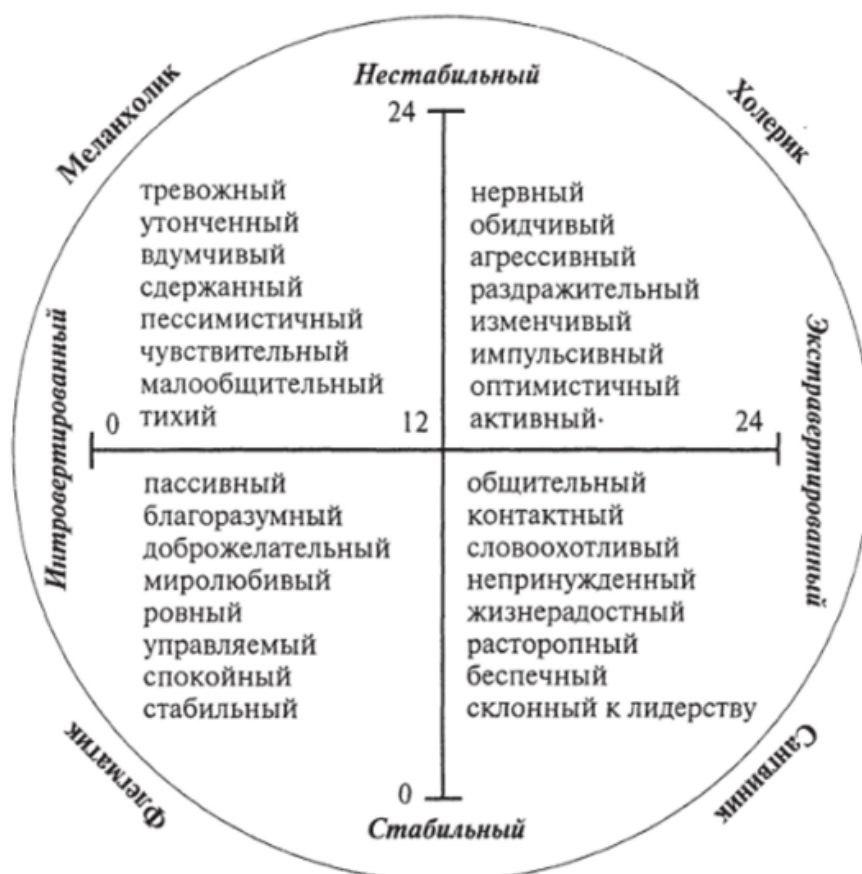 Нестабильный
24
Меланхолик
Холерик
тревожный
утонченный
вдумчивый
сдержанный
пессимистичный
чувствительный
малообщительный
тихий
нервный
обидчивый
агрессивный
раздражительный
изменчивый
импульсивный
оптимистичный
активный
Интровертированный
0
12
24
Экстравертированный
пассивный
благоразумный
доброжелательный
миролюбивый
ровный
управляемый
спокойный
стабильный
общительный
контактный
словоохотливый
непринужденный
жизнерадостный
расторопный
беспечный
склонный к лидерству
Флегматик
Сангвиник
0
Стабильный